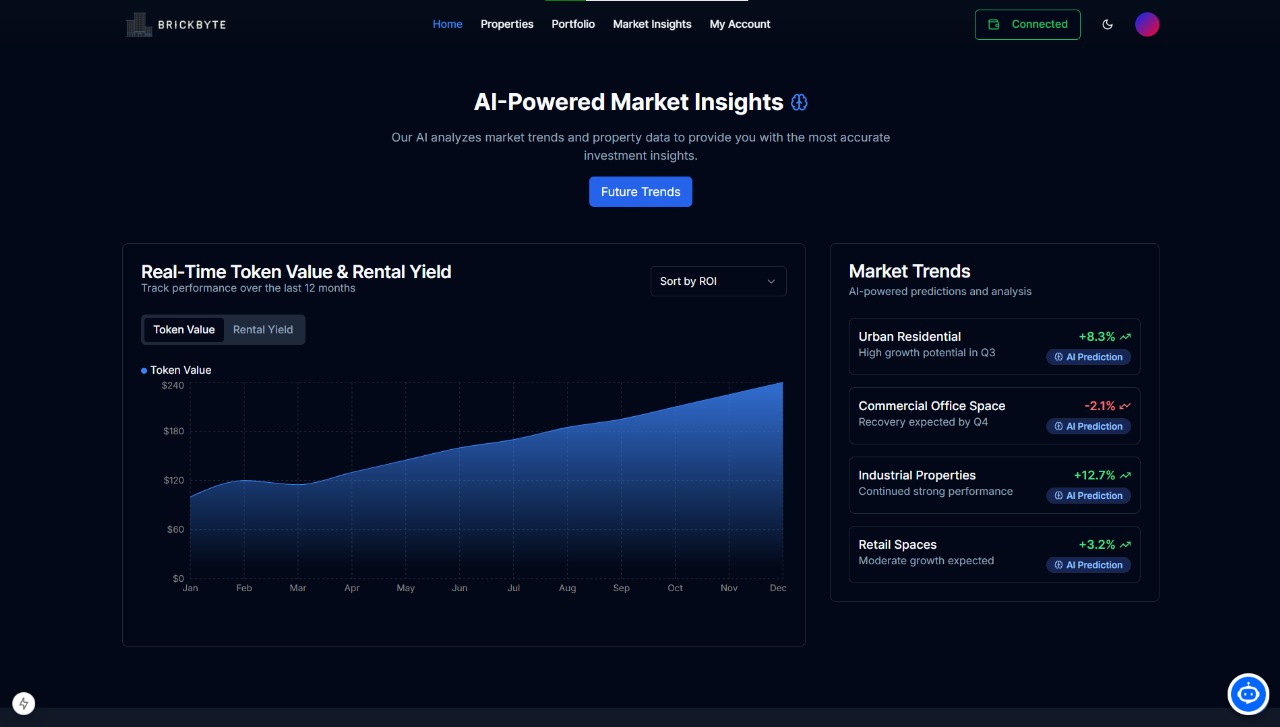 BRICKBYTE
Home Properties Portfolio Market Insights My Account
Connected
AI-Powered Market Insights
Our AI analyzes market trends and property data to provide you with the most accurate
investment insights.
Future Trends
Real-Time Token Value & Rental Yield
Track performance over the last 12 months
Sort by ROI
Token Value Rental Yield
Token Value
$240
$180
$120
$60
$0
Jan Feb Mar Apr May Jun Jul Aug Sep Oct Nov Dec
Market Trends
AI-powered predictions and analysis
Urban Residential +8.3%
High growth potential in Q3 AI Prediction
Commercial Office Space -2.1%
Recovery expected by Q4 AI Prediction
Industrial Properties +12.7%
Continued strong performance AI Prediction
Retail Spaces +3.2%
Moderate growth expected AI Prediction